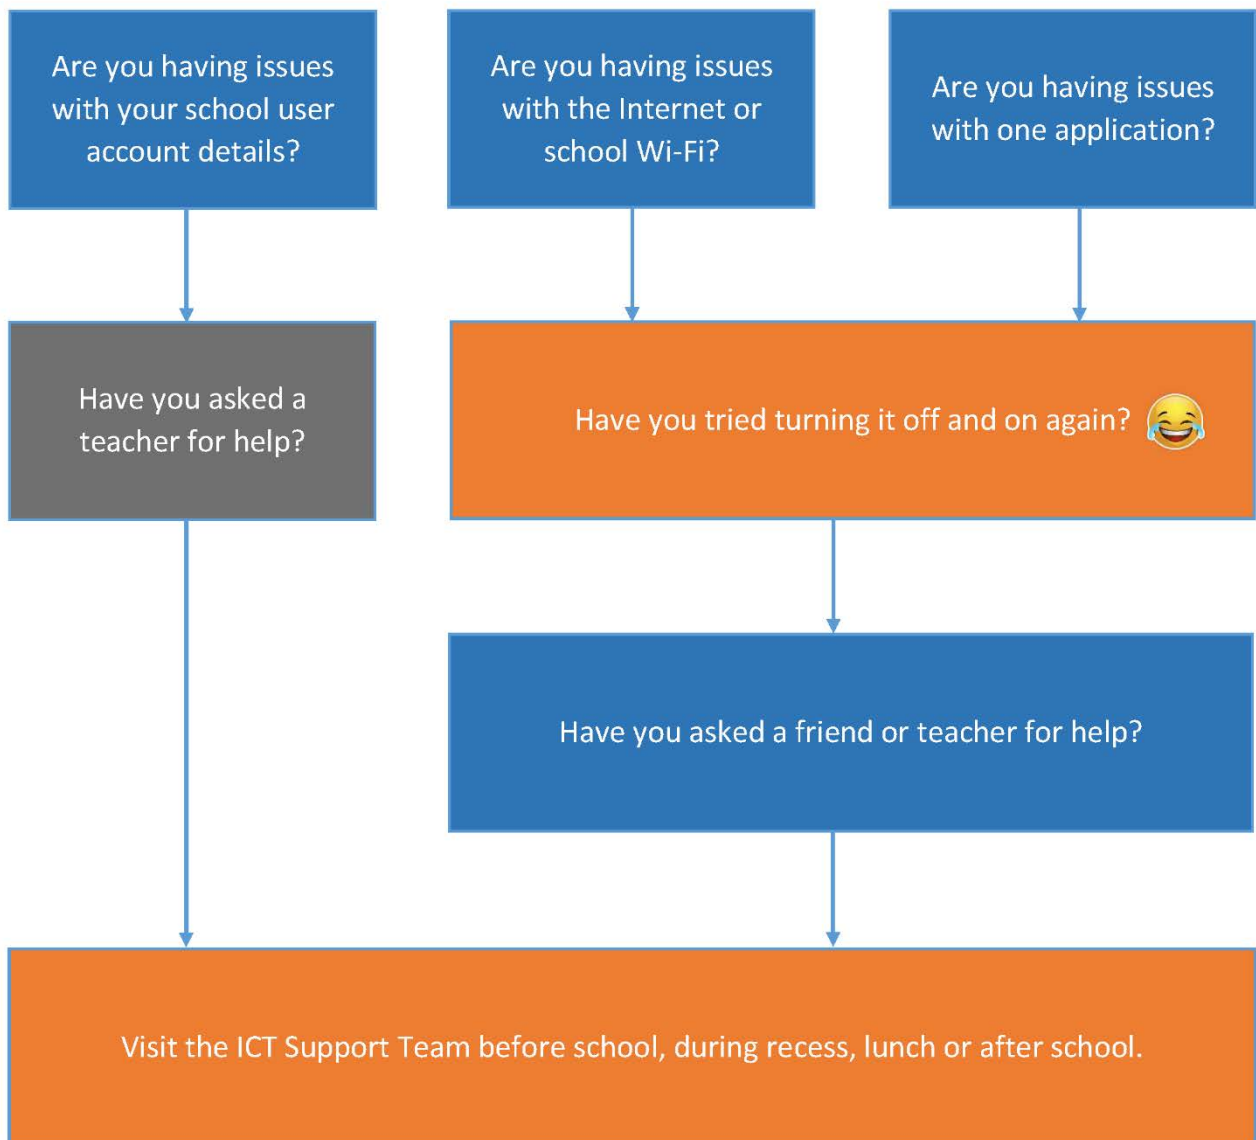 Are you having issues
with your school user
account details?
Are you having issues
with the Internet or
school Wi-Fi?
Are you having issues
with one application?
Have you asked a
teacher for help?
Have you tried turning it off and on again?
Have you asked a friend or teacher for help?
Visit the ICT Support Team before school, during recess, lunch or after school.